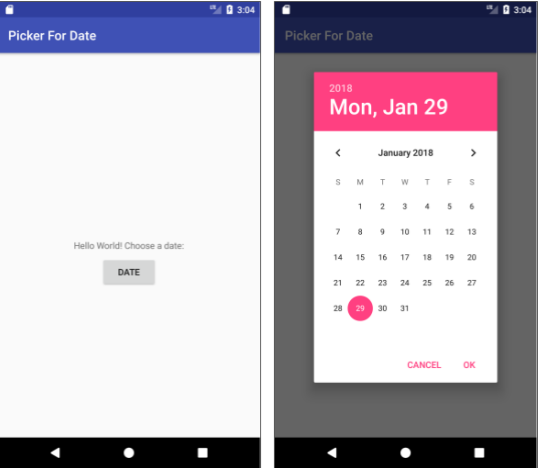 3:04
Picker For Date
Hello World! Choose a date:
DATE
3:04
Picker For Date
2018
Mon, Jan 29
January 2018
S M T W T F S
1 2 3 4 5 6
7 8 9 10 11 12 13
14 15 16 17 18 19 20
21 22 23 24 25 26 27
28 29 30 31
CANCEL OK